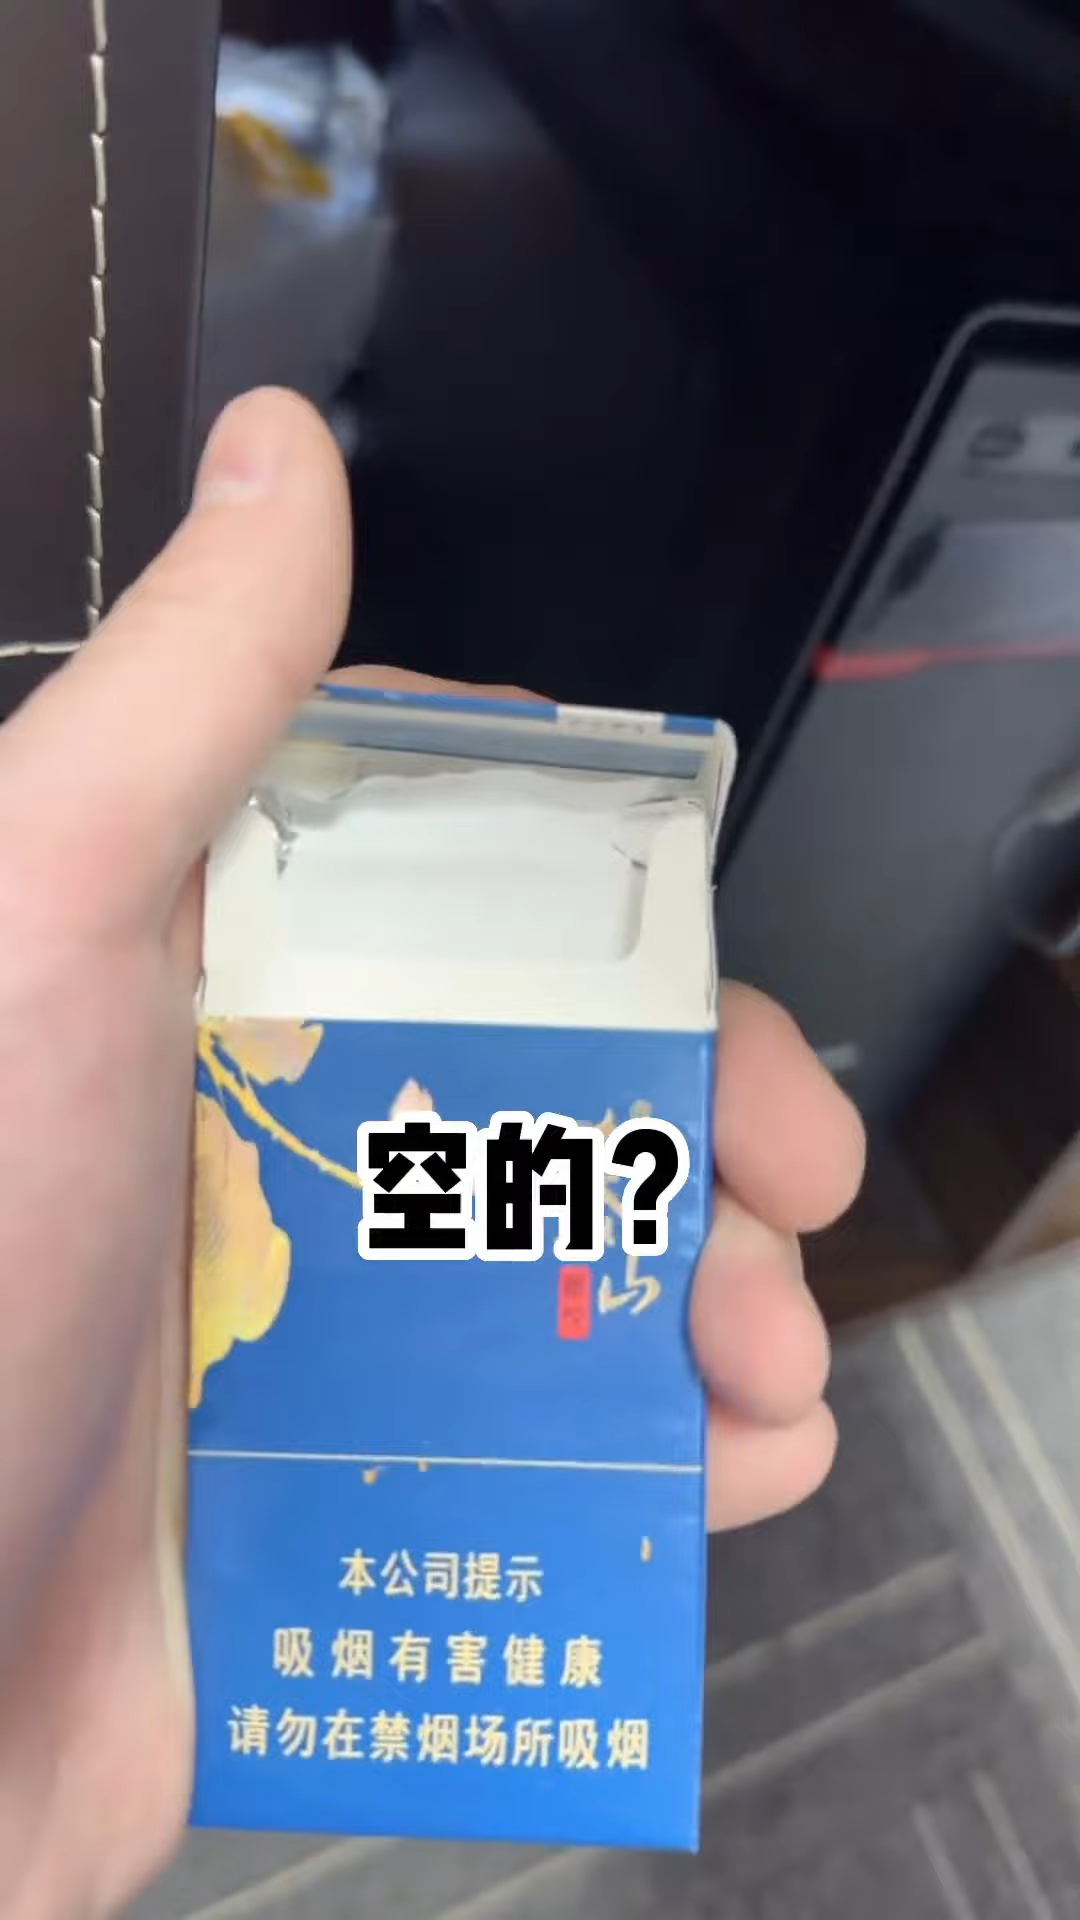 空的?
山
本公司提示
吸烟有害健康
请勿在禁烟场所吸烟